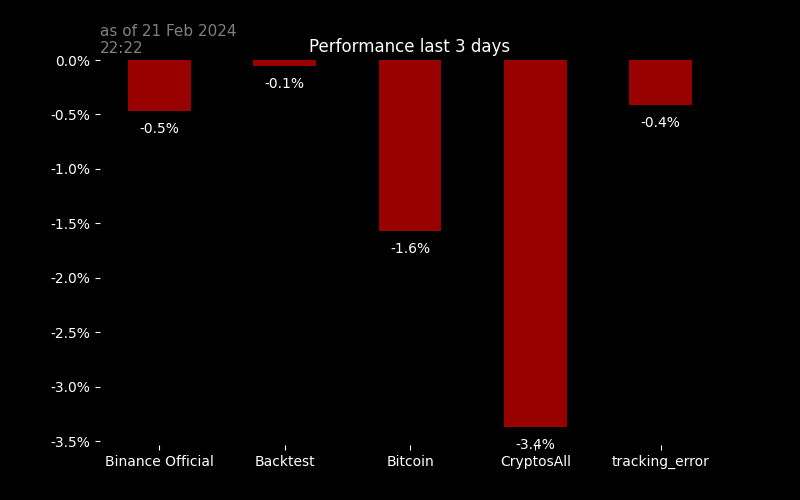 as of 21 Feb 2024
22:22
Performance last 3 days
0.0%
-0.5%
-1.0%
-1.5%
-2.0%
-2.5%
-3.0%
-3.5%
-0.5%
-0.1%
-1.6%
-3.4%
-0.4%
Binance Official
Backtest
Bitcoin
CryptosAll
tracking_error